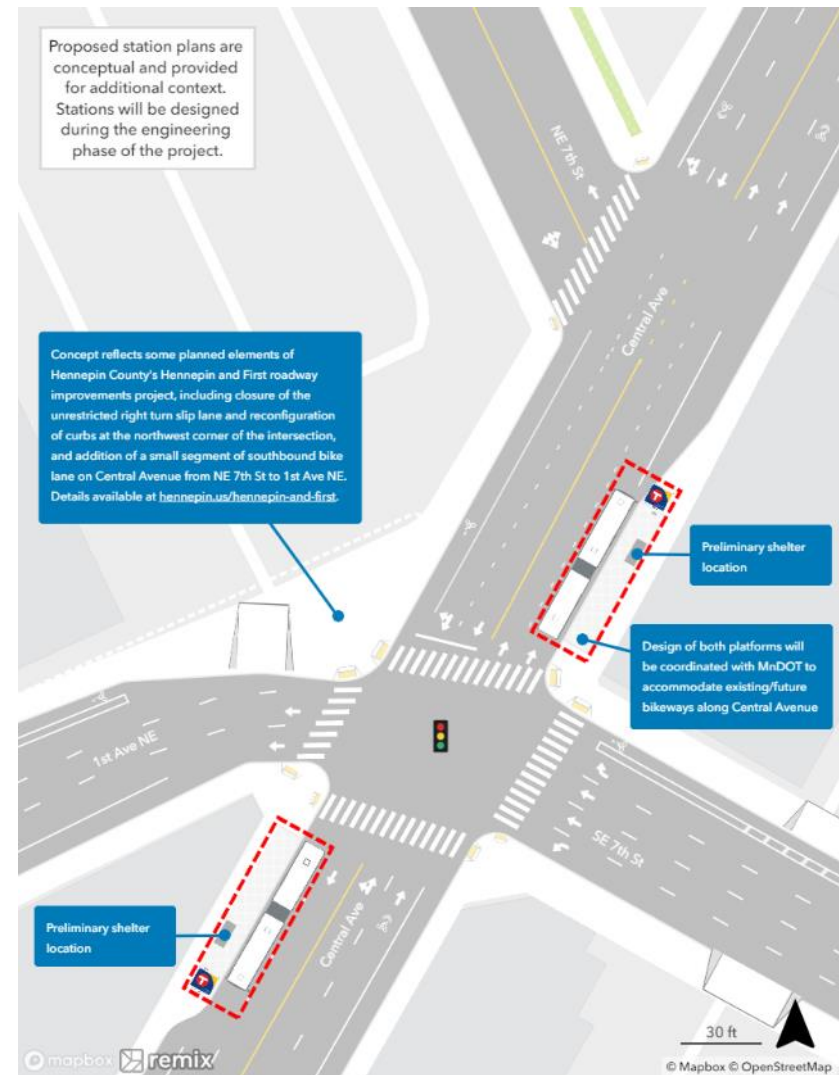 Proposed station plans are
conceptual and provided
for additional context.
Stations will be designed
during the engineering
phase of the project.
NE 7th St
Central Ave
Concept reflects some planned elements of
Hennepin County's Hennepin and First roadway
improvements project, including closure of the
unrestricted right turn slip lane and reconfiguration
of curbs at the northwest corner of the intersection,
and addition of a small segment of southbound bike
lane on Central Avenue from NE 7th St to 1st Ave NE.
Details available at hennepin.us/hennepin-and-first.
T
Preliminary shelter
location
Design of both platforms will
be coordinated with MnDOT to
accommodate existing/future
bikeways along Central Avenue
1st Ave NE
SE 7th St
Preliminary shelter
location
Central Ave
T
30 ft
mapbox remix
© Mapbox © OpenStreetMap